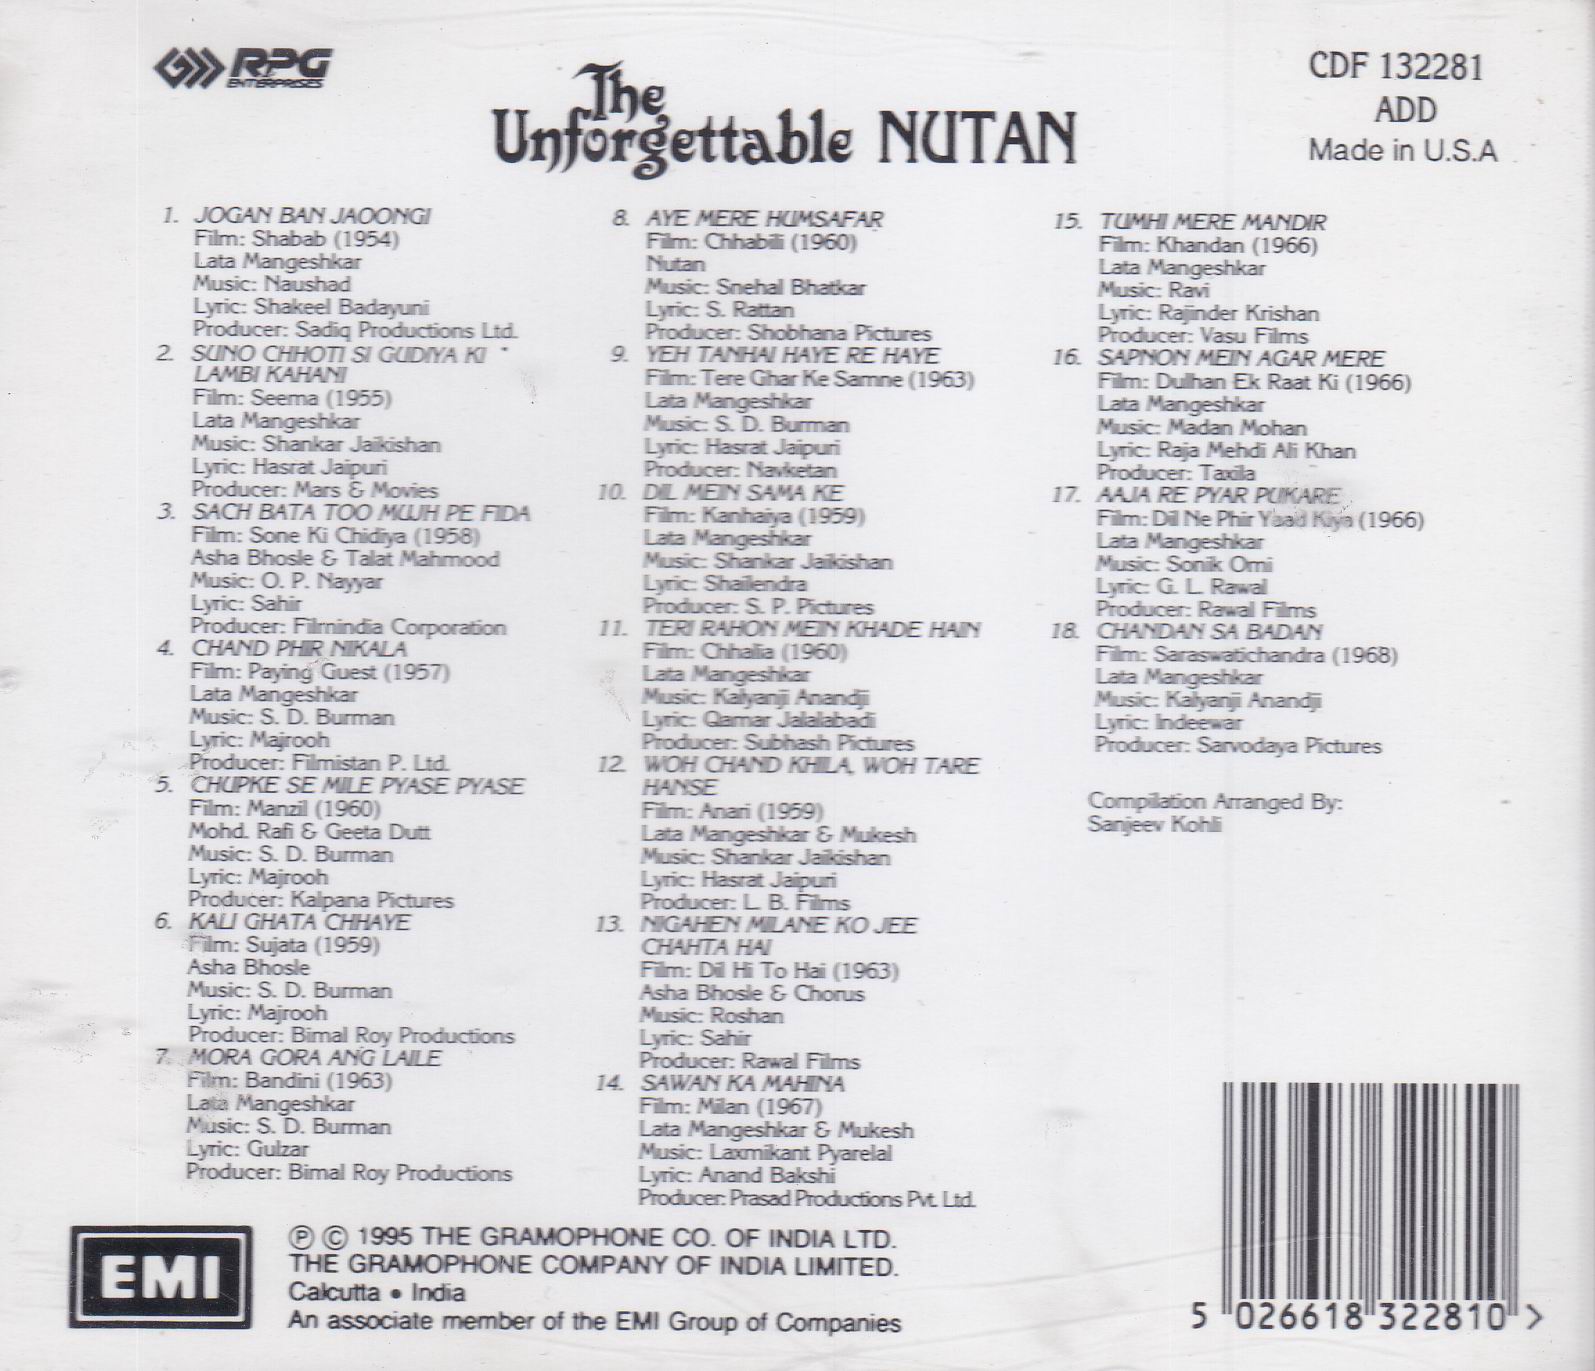 RPG
ENTERPRISES
The
Unforgettable NUTAN
CDF 132281
ADD
Made in U.S.A
1. JOGAN BAN JAOONGI
Film: Shabab (1954)
Lata Mangeshkar
Music: Naushad
Lyric: Shakeel Badayuni
Producer: Sadiq Productions Ltd.
2. SUNO CHHOTI SI GUDIYA KI
LAMBI KAHANI
Film: Seema (1955)
Lata Mangeshkar
Music: Shankar Jaikishan
Lyric: Hasrat Jaipuri
Producer: Mars & Movies
3. SACH BATA TOO MUJH PE FIDA
Film: Sone Ki Chidiya (1958)
Asha Bhosle & Talat Mahmood
Music: O. P. Nayyar
Lyric: Sahir
Producer: Filmindia Corporation
4. CHAND PHIR NIKALA
Film: Paying Guest (1957)
Lata Mangeshkar
Music: S. D. Burman
Lyric: Majrooh
Producer: Filmistan P. Ltd.
5. CHUPKE SE MILE PYASE PYASE
Film: Manzil (1960)
Mohd. Rafi & Geeta Dutt
Music: S. D. Burman
Lyric: Majrooh
Producer: Kalpana Pictures
6. KALI GHATA CHHAYE
Film: Sujata (1959)
Asha Bhosle
Music: S. D. Burman
Lyric: Majrooh
Producer: Bimal Roy Productions
7. MORA GORA ANG LAILE
Film: Bandini (1963)
Lata Mangeshkar
Music: S. D. Burman
Lyric: Gulzar
Producer: Bimal Roy Productions
8. AYE MERE HUMSAFAR
Film: Chhabili (1960)
Nutan
Music: Snehal Bhatkar
Lyric: S. Rattan
Producer: Shobhana Pictures
9. YEH TANHAI HAYE RE HAYE
Film: Tere Ghar Ke Samne (1963)
Lata Mangeshkar
Music: S. D. Burman
Lyric: Hasrat Jaipuri
Producer: Navketan
10. DIL MEIN SAMA KE
Film: Kanhaiya (1959)
Lata Mangeshkar
Music: Shankar Jaikishan
Lyric: Shailendra
Producer: S. P. Pictures
11. TERI RAHON MEIN KHADE HAIN
Film: Chhalia (1960)
Lata Mangeshkar
Music: Kalyanji Anandji
Lyric: Qamar Jalalabadi
Producer: Subhash Pictures
12. WOH CHAND KHILA, WOH TARE
HANSE
Film: Anari (1959)
Lata Mangeshkar & Mukesh
Music: Shankar Jaikishan
Lyric: Hasrat Jaipuri
Producer: L. B. Films
13. NIGAHEN MILANE KO JEE
CHAHTA HAI
Film: Dil Hi To Hai (1963)
Asha Bhosle & Chorus
Music: Roshan
Lyric: Sahir
Producer: Rawal Films
14. SAWAN KA MAHINA
Film: Milan (1967)
Lata Mangeshkar & Mukesh
Music: Laxmikant Pyarelal
Lyric: Anand Bakshi
Producer: Prasad Productions Pvt. Ltd.
15. TUMHI MERE MANDIR
Film: Khandan (1966)
Lata Mangeshkar
Music: Ravi
Lyric: Rajinder Krishan
Producer: Vasu Films
16. SAPNON MEIN AGAR MERE
Film: Dulhan Ek Raat Ki (1966)
Lata Mangeshkar
Music: Madan Mohan
Lyric: Raja Mehdi Ali Khan
Producer: Taxila
17. AAJA RE PYAR PUKARE
Film: Dil Ne Phir Yaad Kiya (1966)
Lata Mangeshkar
Music: Sonik Omi
Lyric: G. L. Rawal
Producer: Rawal Films
18. CHANDAN SA BADAN
Film: Saraswatichandra (1968)
Lata Mangeshkar
Music: Kalyanji Anandji
Lyric: Indeewar
Producer: Sarvodaya Pictures
Compilation Arranged By:
Sanjeev Kohli
EMI
℗ © 1995 THE GRAMOPHONE CO. OF INDIA LTD.
THE GRAMOPHONE COMPANY OF INDIA LIMITED.
Calcutta • India
An associate member of the EMI Group of Companies
5 026618 322810 >